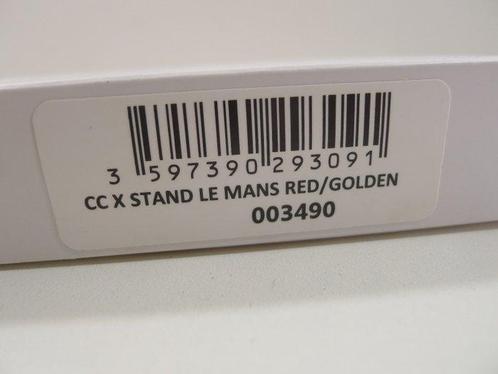 3 597390 293091
CC X STAND LE MANS RED/GOLDEN
003490